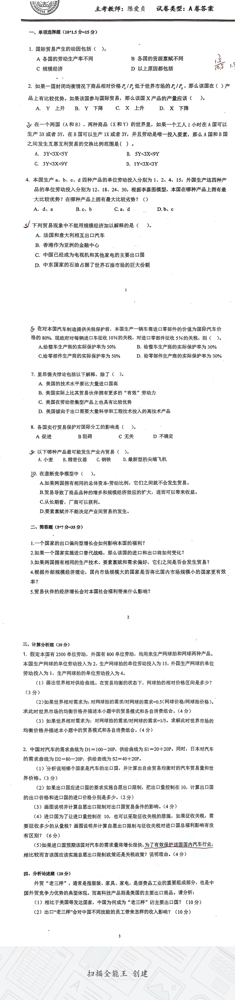 UNIVERSITAS AMOIENSIS
主考教师：陈爱贞 试卷类型：A卷答案
一、单项选择题（10*1.5分=15分）
1. 国际贸易产生的动因包括（ ）。
A 各国的劳动生产率不同 B 各国的资源禀赋不同
C 规模经济 D 以上原因都包括
1.5
10.5
2. 如果一国封闭均衡情况下商品相对价格Px/Py低于世界市场的Px/Py，那么该国在（ ）产
品上有比较优势。如果该国参与国际贸易，那么该国X产品的产量应该（ ）。
A. Y 上升 B. Y 下降 C. X 上升 D. X 下降
3. 在一个两国（A和B）、两种商品（X和Y）的世界里，如果一个工人1小时在A国可以
生产3X或者3Y，在B国可以生产1X或者3Y，并且劳动是唯一投入要素，那么A国和B国
之间发生互惠互利贸易的交换比例范围是( )。
A. 3Y<3X<5Y B. 5Y<3X<9Y
C. 3Y<3X<9Y D. 1Y<3X<3Y
4. 本国生产a、b、c、d四种产品的单位劳动投入分别为1、2、4、15，外国生产这四种产
品的单位劳动投入分别为12、18、24、30，根据李嘉图模型，本国在哪种产品上拥有最
大比较优势？在哪种产品上拥有最大比较劣势？（）
A. d、a B. c、b C. a、d D. b、c
5. 下列贸易现象中不能用规模经济加以解释的是（ ）。
A. 法国和意大利相互出口汽车
B. 香港作为亚洲的金融中心
C. 中国已经成为电视机和其他家电的主要出口国
D. 中东国家的石油占据了世界石油市场的巨大份额
1
6. 在对本国汽车制造提供关税保护前，本国生产一辆车需进口零部件的价值为国际汽车价
格的80%. 现政府对每辆进口车征收10%的关税，对进口零部件征收5%的关税，则（ ）。
A.给整车生产商的实际保护率为50% B. 给整车生产商的实际保护率为30%
C.给零部件生产商的实际保护率为50% D. 给零部件生产商的实际保护率为30%
7. 里昂惕夫悖论包括以下解释，除了（ ）。
A. 美国的技术水平要比大量进口国高
B. 美国实际上比其贸易伙伴拥有更多的“有效”劳动力
C. 美国在劳动密集型产品上也具有比较优势
D. 美国倾向于出口需要大量科学和工程技术投入的高技术产品
8. 各国实行贸易保护对国际分工的影响是（ ）。
A 促进 B阻碍 C 无关 D 不确定
9. 以下哪种产品最可能发生产业内贸易（ ）。
A. 小麦 B. 精密仪器 C. 钢铁 D. 最新型的尖端飞机
10. 在垄断竞争模型中（ ）。
A.如果两国拥有相同的总体资本-劳动比例，它们之间就不会发生贸易。
B.贸易导致了商品品种的增多和规模经济效应的扩大，进而可以带来收益。
C.从长期看，厂商可以获利。
D.要素禀赋并不能决定产业间贸易的发生。
二、简答题（5*7分=35分）
1.一个国家的出口偏向型增长会如何影响本国的福利？
2.如果一个国家实施进口替代战略，那么该国的进口和出口将如何变化？
3.如果两国拥有相同的生产技术、要素禀赋和需求偏好，它们之间是否会发生贸易？
4.根据外部规模经济理论，国内市场规模大的国家是否将比国内市场规模小的国家更有效
率？
5.贸易伙伴的经济增长会对本国社会福利带来什么影响？
2
三、计算分析题（30分）
1. 假定本国有2500单位劳动，外国有800单位劳动，均用来生产网球拍和网球两种产品。
本国生产网球的单位劳动投入为2，生产网球拍的单位劳动投入为15，外国生产网球的单位
劳动投入为1，生产网球拍的单位劳动投入为4。
（1）画出世界相对供给曲线。在贸易均衡的状态下，网球拍的相对价格区间是多少？
（3分）
（2）如果世界相对需求为：对网球拍的需求/对网球的需求=0.5（网球价格/网球拍价格）。
求此时世界市场的均衡价格并描述本小题中的贸易模式和各自消费组合。（4分）
（3）如果世界相对需求为：对网球拍的需求/对网球的需求=1/5。求解此时世界市场的
均衡价格并描述本小题中的贸易模式和各自消费组合。（4分）
2. 中国对汽车的需求曲线为D1＝100－20P，供给曲线为S1＝20＋20P。同时，日本对汽车
的需求曲线为D2＝80－20P，供给曲线为S2＝40＋20P。
（1）分析说明哪个国家是汽车的出口国，并计算出自由贸易均衡时的汽车贸易量和世
界价格。（3分）
（2）如果出口国应进口国的要求实施自愿出口限制，把出口量控制在10，计算出口国
的出口价格和进口国的进口价格分别是多少。（2分）
（3）画图说明并计算自愿出口限制对出口国贸易条件的影响。（4分）
（4）进口国为了让进口量控制在 10，也可以采取征收关税的措施，如果征收关税，需
要征收多少的从量税？画图说明并计算自愿出口限制与征收关税对进口国总福利影响有没
有区别？（6分）
（5）如果进口国预期该国对汽车的需求量将增长很快，为了有效保护该国国内汽车行业，
相比较而言该国应该实施自愿出口限制政策还是关税政策？说明理由。（4分）
四、分析论述题（20分）
外贸“老三样”，通常是指服装、家具、家电，是消费品工业的重要组成部分，也是中
国外贸竞争力优势的典型体现。而高科技产品则是美国的主要出口商品。请分析：
（1）相比于美国等发达国家，中国为何成为“老三样”的主要出口国？（10分）
（2）出口“老三样”会对中国不同技能的员工带来怎样的收入影响？（10分）
3
扫描全能王 创建